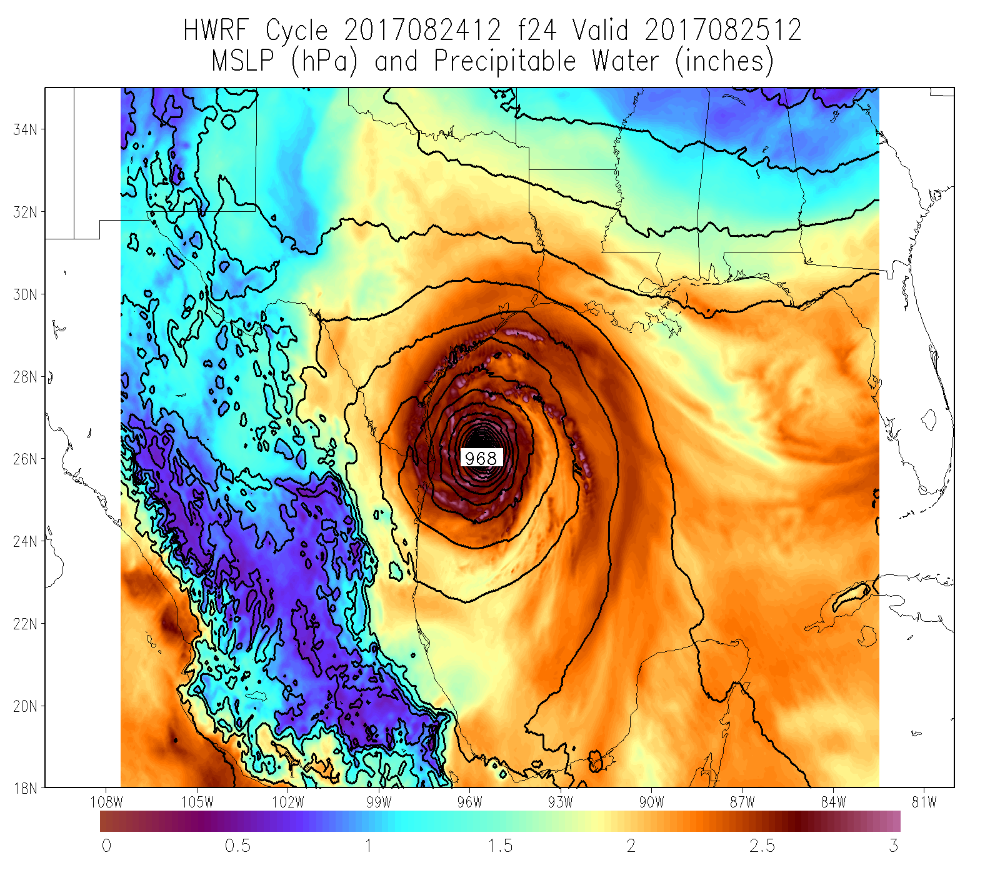 HWRF Cycle 2017082412 f24 Valid 2017082512
MSLP (hPa) and Precipitable Water (inches)
34N
32N
30N
28N
26N
24N
22N
20N
18N
968
108W 105W 102W 99W 96W 93W 90W 87W 84W 81W
0 0.5 1 1.5 2 2.5 3